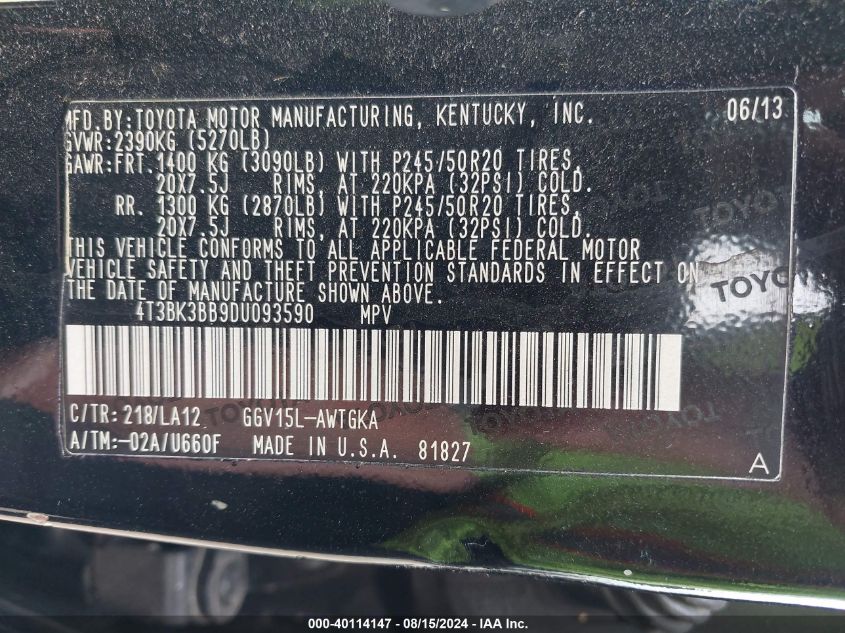 MFD.BY:TOYOTA MOTOR MANUFACTURING, KENTUCKY, INC. 06/13
GVWR:2390KG (5270LB)
GAWR:FRT.1400 KG (3090LB) WITH P245/50R20 TIRES,
20X7.5J RIMS, AT 220KPA (32PSI) COLD.
RR. 1300 KG (2870LB) WITH P245/50R20 TIRES,
20X7.5J RIMS, AT 220KPA (32PSI) COLD.
THIS VEHICLE CONFORMS TO ALL APPLICABLE FEDERAL MOTOR
VEHICLE SAFETY AND THEFT PREVENTION STANDARDS IN EFFECT ON
THE DATE OF MANUFACTURE SHOWN ABOVE.
TOYOTA
4T3BK3BB9DU093590 MPV
C/TR:218/LA12 GGV15L-AWTGKA
A/TM:-02A/U660F MADE IN U.S.A. 81827
A
000-40114147 - 08/15/2024 - IAA Inc.